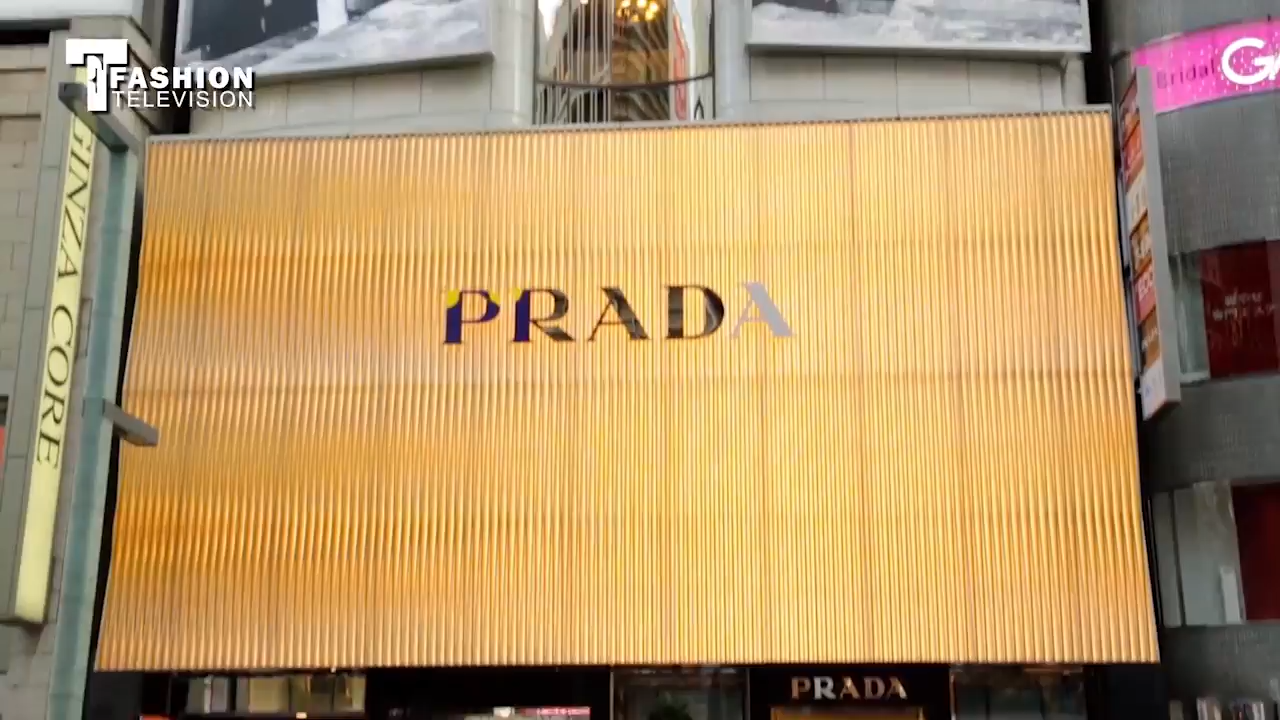 FASHION
TELEVISION
GINZA CORE
Bridal
PRADA
PRADA